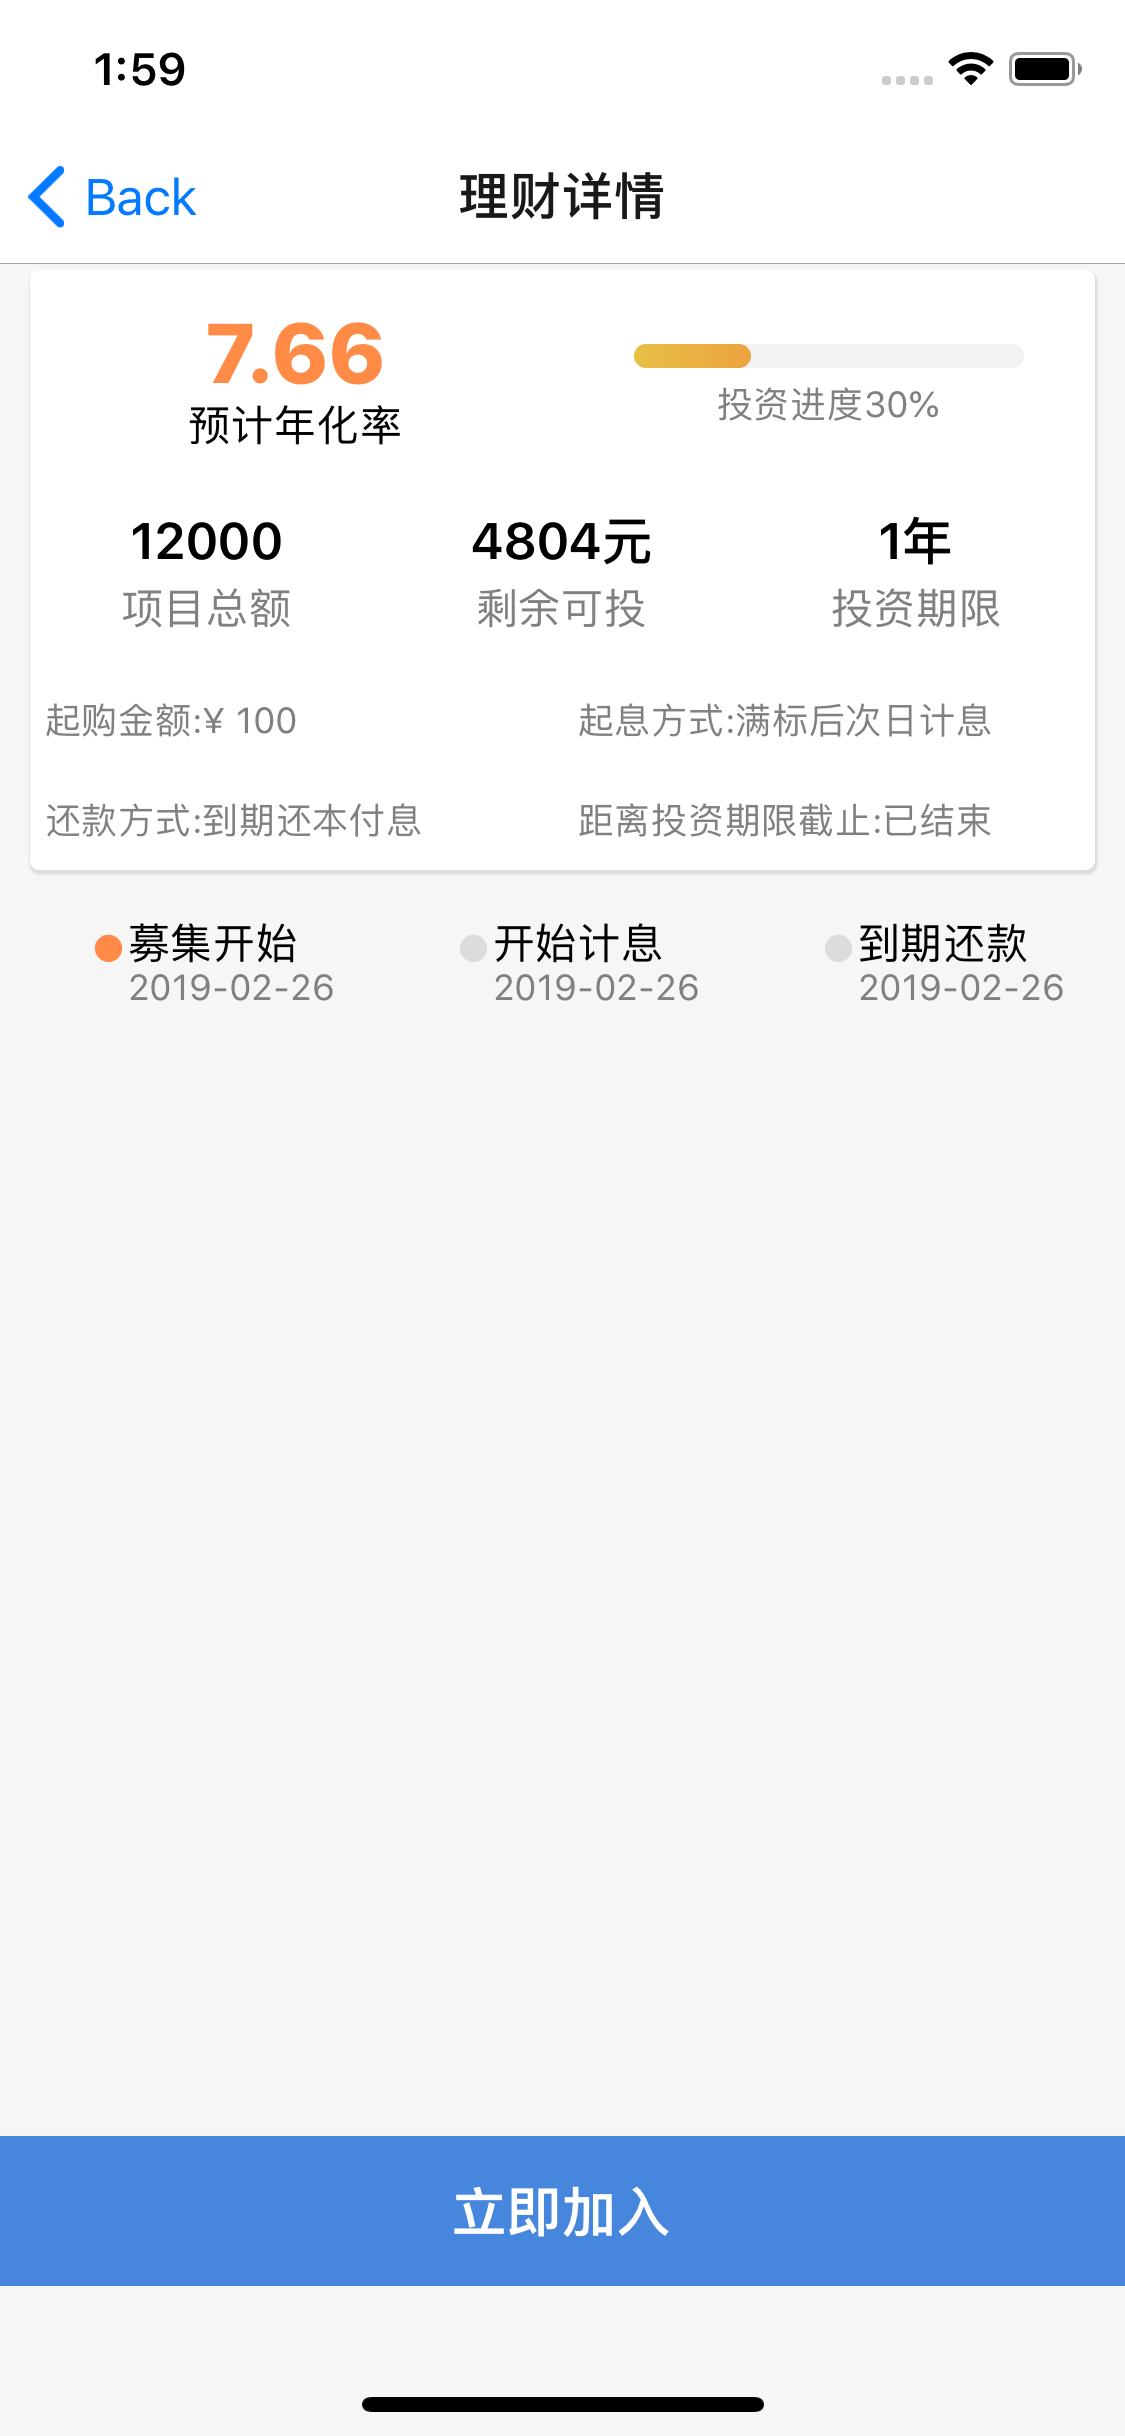 1:59
Back
理财详情
7.66
预计年化率
投资进度30%
12000
项目总额
4804元
剩余可投
1年
投资期限
起购金额:¥ 100
起息方式:满标后次日计息
还款方式:到期还本付息
距离投资期限截止:已结束
募集开始
2019-02-26
开始计息
2019-02-26
到期还款
2019-02-26
立即加入